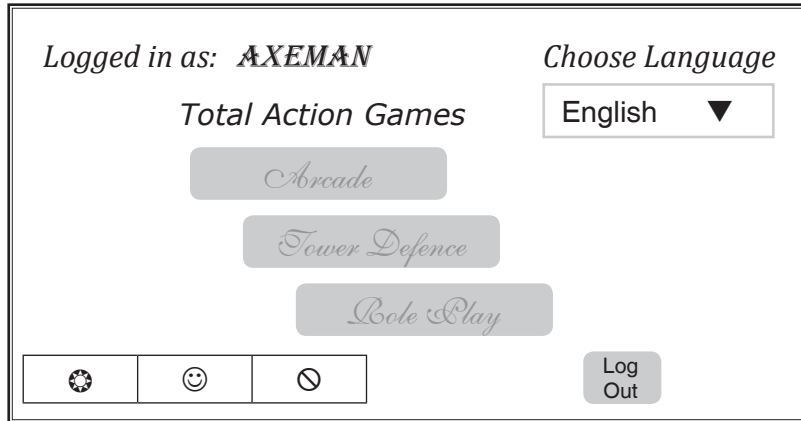 Logged in as: AXEMAN
Choose Language
Total Action Games
English ▼
Arcade
Tower Defence
Role Play
Log
Out